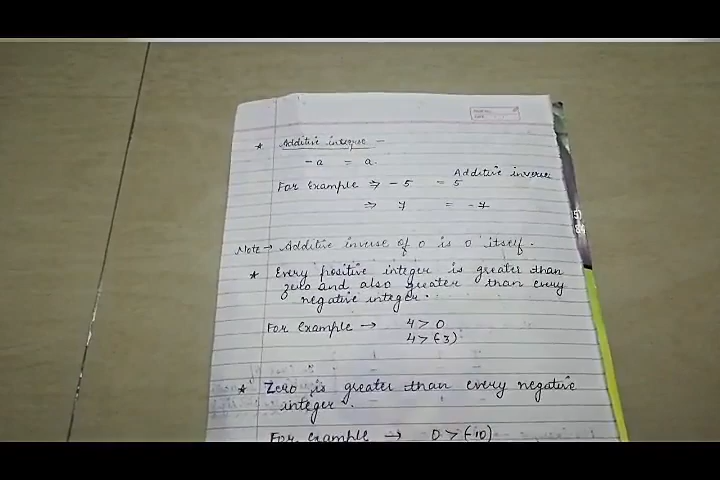 * Additive integer –
-a = a.
For Example ⇒ -5 = 5 Additive inverse
⇒ 7 = -7
Note → Additive inverse of 0 is 0 itself.
* Every positive integer is greater than
zero and also greater than every
negative integer.
For Example → 4 > 0
4 > (-3)
* Zero is greater than every negative
integer.
For example → 0 > (-10)